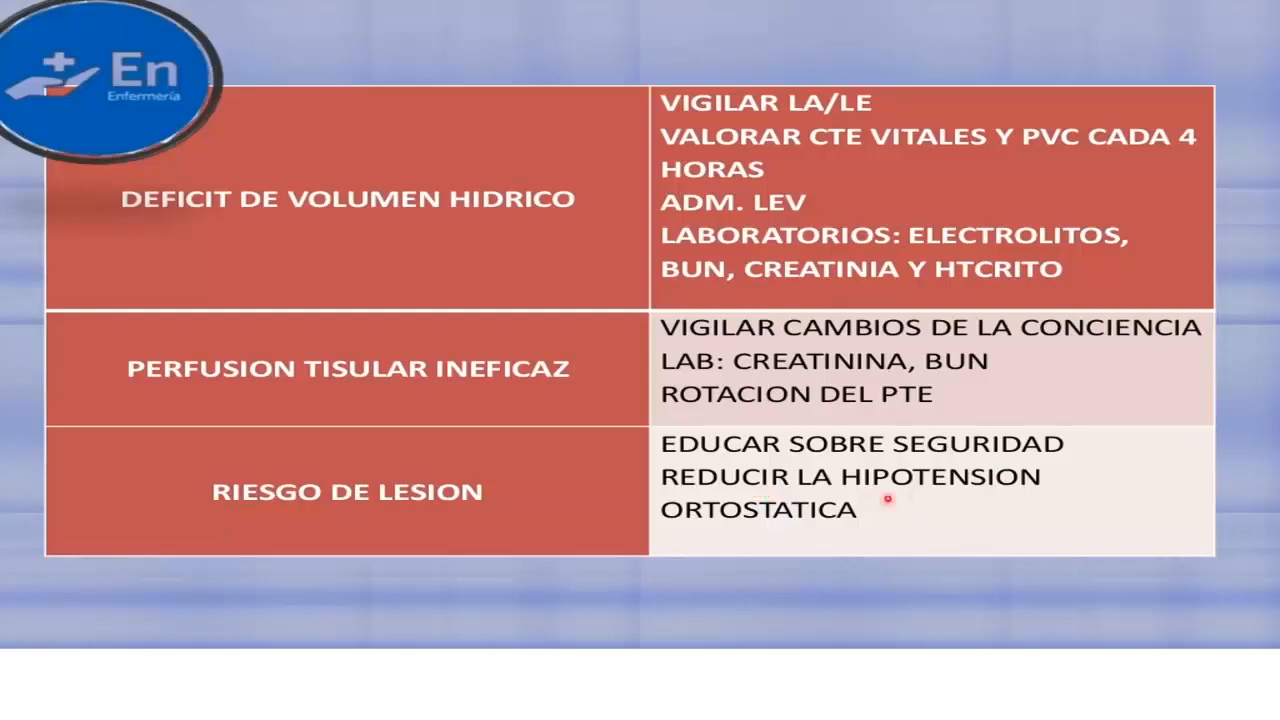 En
Enfermería
DEFICIT DE VOLUMEN HIDRICO
VIGILAR LA/LE
VALORAR CTE VITALES Y PVC CADA 4
HORAS
ADM. LEV
LABORATORIOS: ELECTROLITOS,
BUN, CREATINIA Y HTCRITO
PERFUSION TISULAR INEFICAZ
VIGILAR CAMBIOS DE LA CONCIENCIA
LAB: CREATININA, BUN
ROTACION DEL PTE
RIESGO DE LESION
EDUCAR SOBRE SEGURIDAD
REDUCIR LA HIPOTENSION
ORTOSTATICA